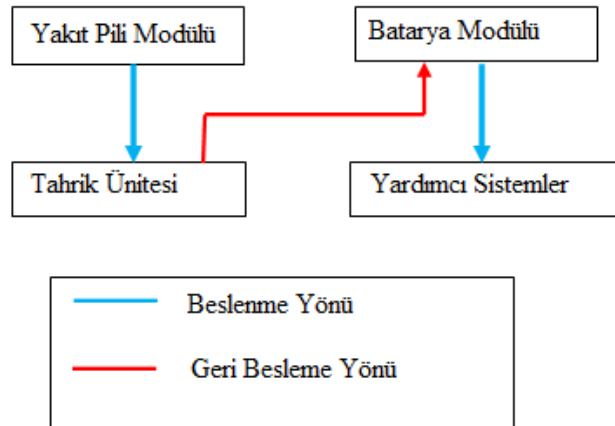 Yakıt Pili Modülü
Batarya Modülü
Tahrik Ünitesi
Yardımcı Sistemler
Beslenme Yönü
Geri Besleme Yönü